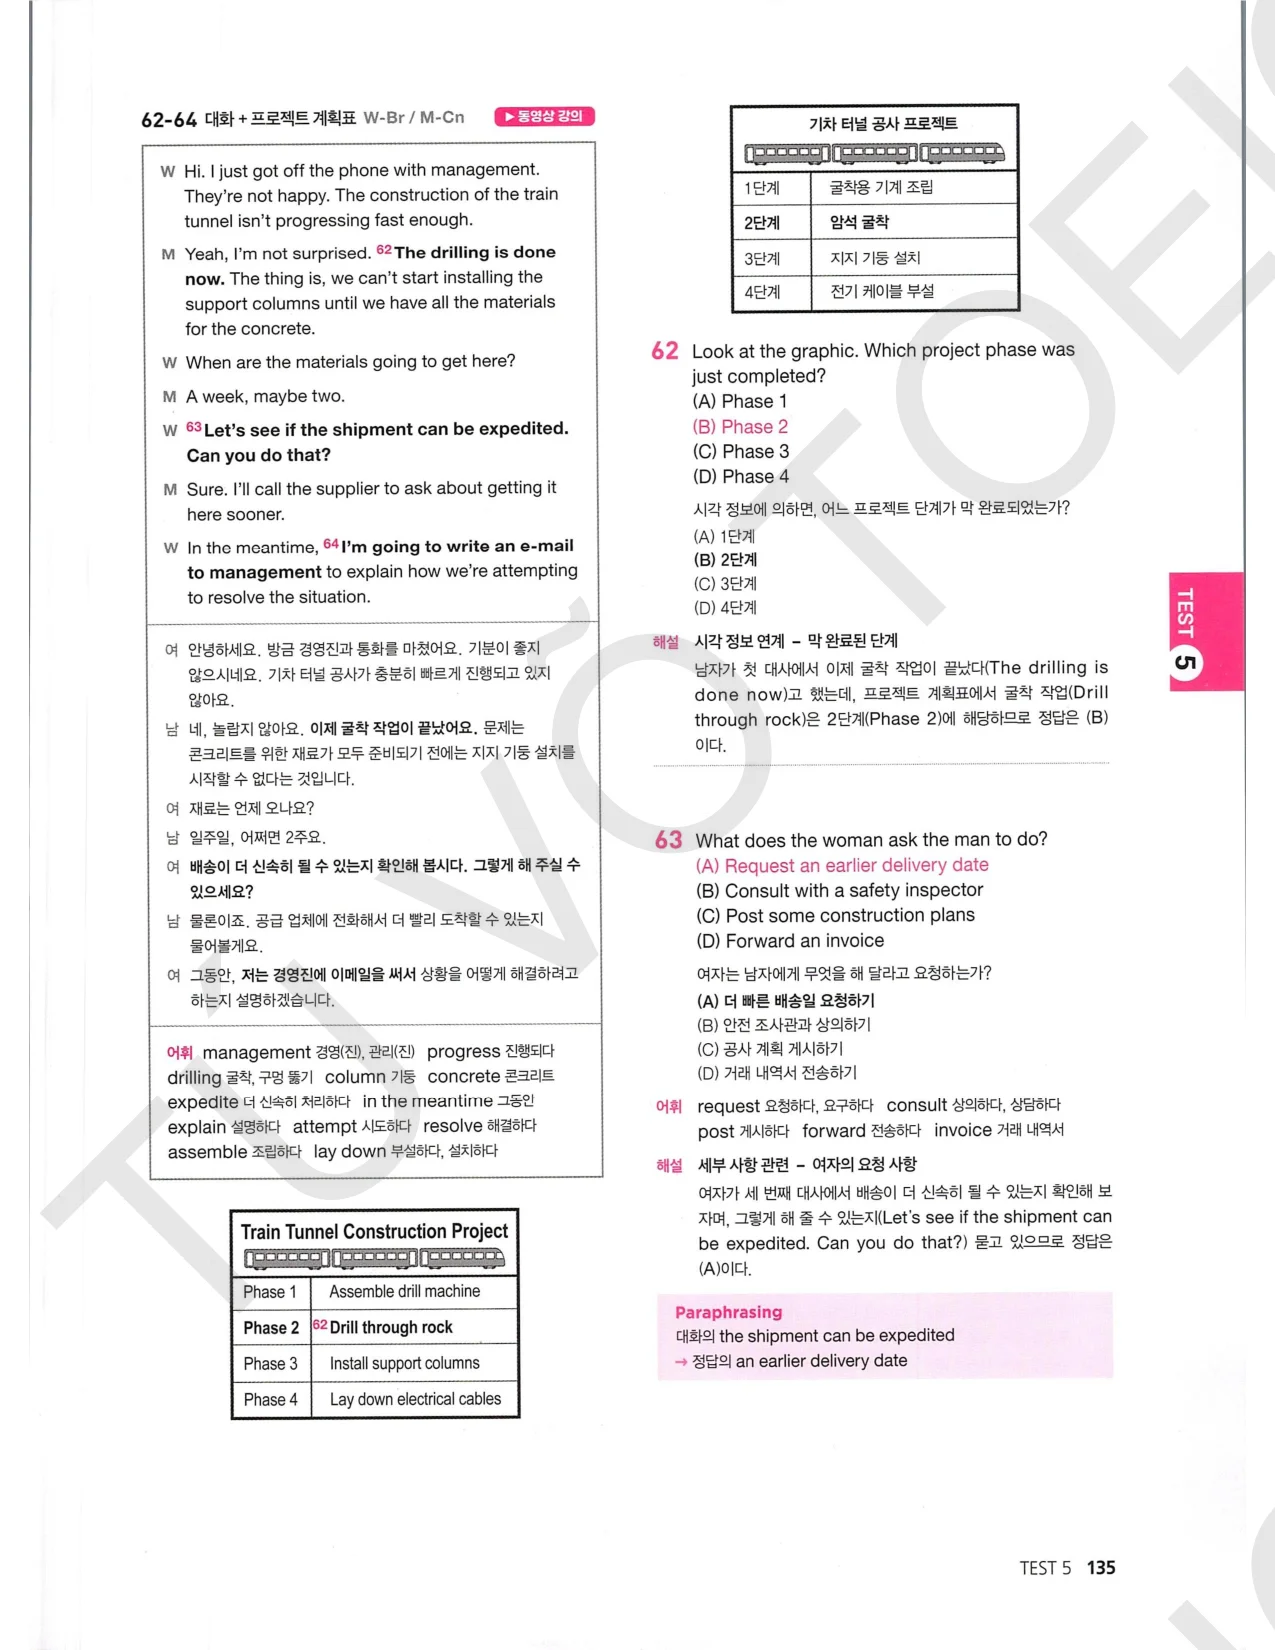 62-64 대화 + 프로젝트 계획표 W-Br / M-Cn
▶ 동영상 강의
W Hi. I just got off the phone with management.
They're not happy. The construction of the train
tunnel isn't progressing fast enough.
M Yeah, I'm not surprised. 62The drilling is done
now. The thing is, we can't start installing the
support columns until we have all the materials
for the concrete.
W When are the materials going to get here?
M A week, maybe two.
W 63Let's see if the shipment can be expedited.
Can you do that?
M Sure. I'll call the supplier to ask about getting it
here sooner.
W In the meantime, 64I'm going to write an e-mail
to management to explain how we're attempting
to resolve the situation.
여 안녕하세요. 방금 경영진과 통화를 마쳤어요. 기분이 좋지
않으시네요. 기차 터널 공사가 충분히 빠르게 진행되고 있지
않아요.
남 네, 놀랍지 않아요. 이제 굴착 작업이 끝났어요. 문제는
콘크리트를 위한 재료가 모두 준비되기 전에는 지지 기둥 설치를
시작할 수 없다는 것입니다.
여 재료는 언제 오나요?
남 일주일, 어쩌면 2주요.
여 배송이 더 신속히 될 수 있는지 확인해 봅시다. 그렇게 해 주실 수
있으세요?
남 물론이죠. 공급 업체에 전화해서 더 빨리 도착할 수 있는지
물어볼게요.
여 그동안, 저는 경영진에 이메일을 써서 상황을 어떻게 해결하려고
하는지 설명하겠습니다.
어휘 management 경영(진), 관리(진) progress 진행되다
drilling 굴착, 구멍 뚫기 column 기둥 concrete 콘크리트
expedite 더 신속히 처리하다 in the meantime 그동안
explain 설명하다 attempt 시도하다 resolve 해결하다
assemble 조립하다 lay down 부설하다, 설치하다
Train Tunnel Construction Project
Phase 1 Assemble drill machine
Phase 2 62Drill through rock
Phase 3 Install support columns
Phase 4 Lay down electrical cables
기차 터널 공사 프로젝트
1단계 굴착용 기계 조립
2단계 암석 굴착
3단계 지지 기둥 설치
4단계 전기 케이블 부설
62 Look at the graphic. Which project phase was
just completed?
(A) Phase 1
(B) Phase 2
(C) Phase 3
(D) Phase 4
시각 정보에 의하면, 어느 프로젝트 단계가 막 완료되었는가?
(A) 1단계
(B) 2단계
(C) 3단계
(D) 4단계
해설 시각 정보 연계 – 막 완료된 단계
남자가 첫 대사에서 이제 굴착 작업이 끝났다(The drilling is
done now)고 했는데, 프로젝트 계획표에서 굴착 작업(Drill
through rock)은 2단계(Phase 2)에 해당하므로 정답은 (B)
이다.
63 What does the woman ask the man to do?
(A) Request an earlier delivery date
(B) Consult with a safety inspector
(C) Post some construction plans
(D) Forward an invoice
여자는 남자에게 무엇을 해 달라고 요청하는가?
(A) 더 빠른 배송일 요청하기
(B) 안전 조사관과 상의하기
(C) 공사 계획 게시하기
(D) 거래 내역서 전송하기
어휘 request 요청하다, 요구하다 consult 상의하다, 상담하다
post 게시하다 forward 전송하다 invoice 거래 내역서
해설 세부 사항 관련 – 여자의 요청 사항
여자가 세 번째 대사에서 배송이 더 신속히 될 수 있는지 확인해 보
자며, 그렇게 해 줄 수 있는지(Let's see if the shipment can
be expedited. Can you do that?) 묻고 있으므로 정답은
(A)이다.
Paraphrasing
대화의 the shipment can be expedited
→ 정답의 an earlier delivery date
TEST 5
TEST 5 135
TÚ VÕ TOEIC